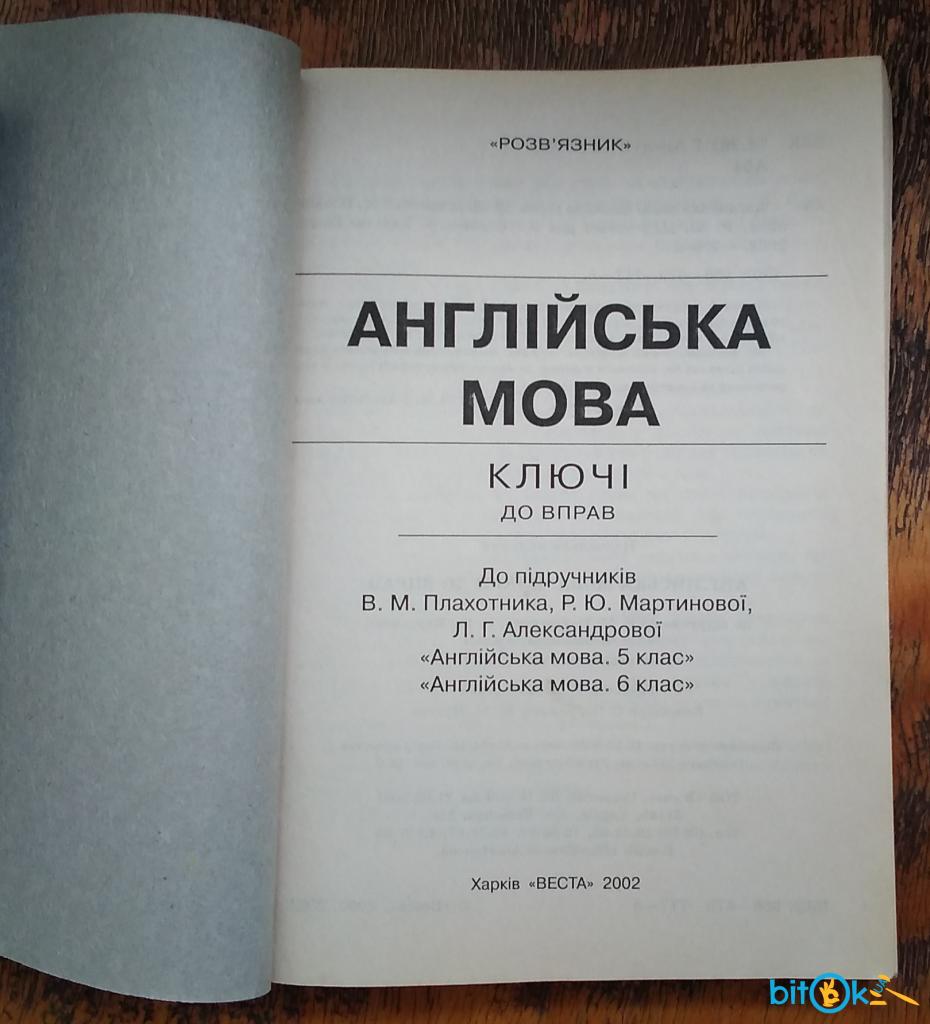 «РОЗВ'ЯЗНИК»
АНГЛІЙСЬКА
МОВА
КЛЮЧІ
ДО ВПРАВ
До підручників
В. М. Плахотника, Р. Ю. Мартинової,
Л. Г. Александрової
«Англійська мова. 5 клас»
«Англійська мова. 6 клас»
Харків «ВЕСТА» 2002
bitOk.ua